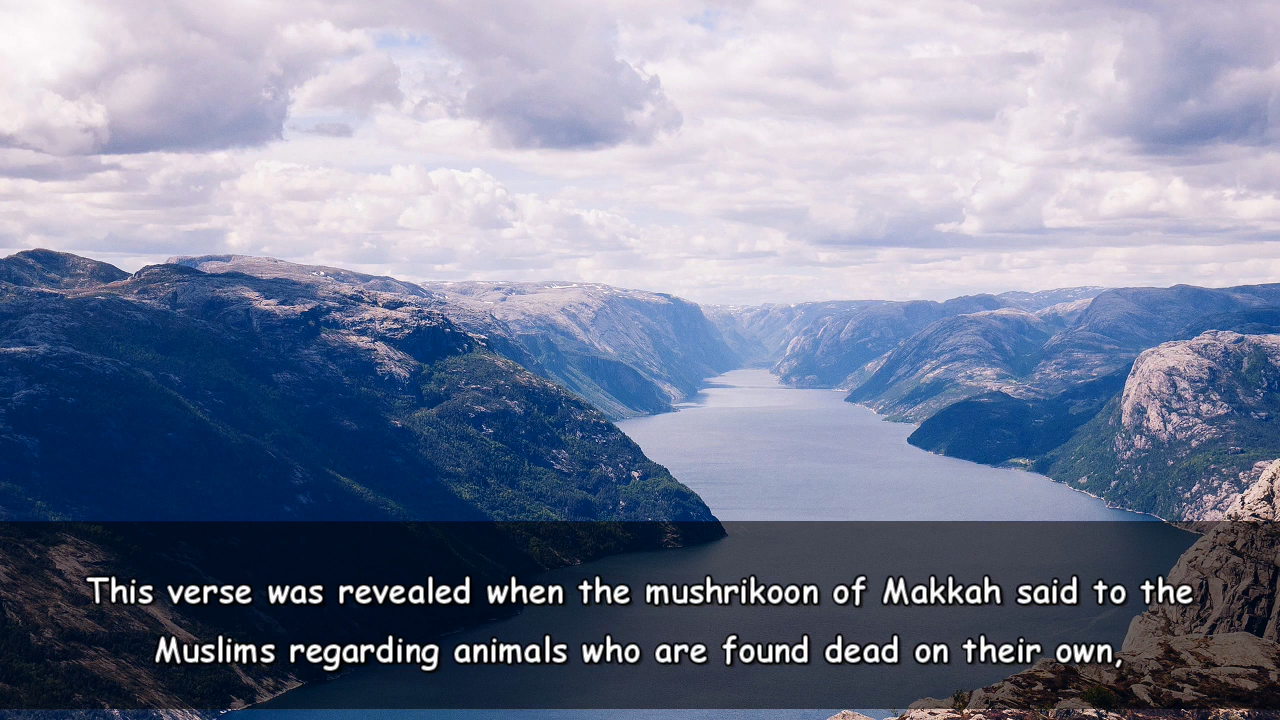 This verse was revealed when the mushrikoon of Makkah said to the
Muslims regarding animals who are found dead on their own,